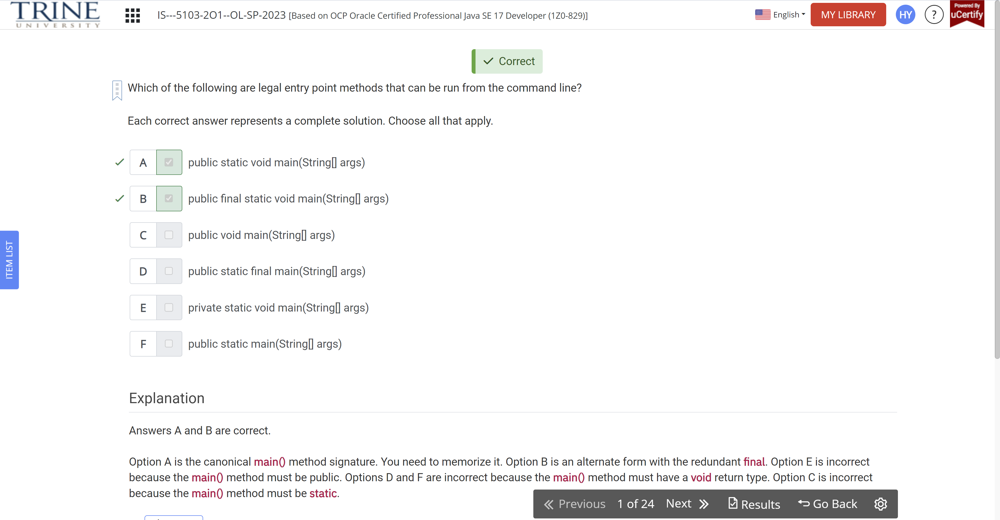 TRINE
UNIVERSITY
IS---5103-2O1--OL-SP-2023 [Based on OCP Oracle Certified Professional Java SE 17 Developer (1Z0-829)]
English
MY LIBRARY
HY
?
Powered By
uCertify
Correct
Which of the following are legal entry point methods that can be run from the command line?
Each correct answer represents a complete solution. Choose all that apply.
A public static void main(String[] args)
B public final static void main(String[] args)
C public void main(String[] args)
D public static final main(String[] args)
E private static void main(String[] args)
F public static main(String[] args)
ITEM LIST
Explanation
Answers A and B are correct.
Option A is the canonical main() method signature. You need to memorize it. Option B is an alternate form with the redundant final. Option E is incorrect
because the main() method must be public. Options D and F are incorrect because the main() method must have a void return type. Option C is incorrect
because the main() method must be static.
Previous 1 of 24 Next Results Go Back